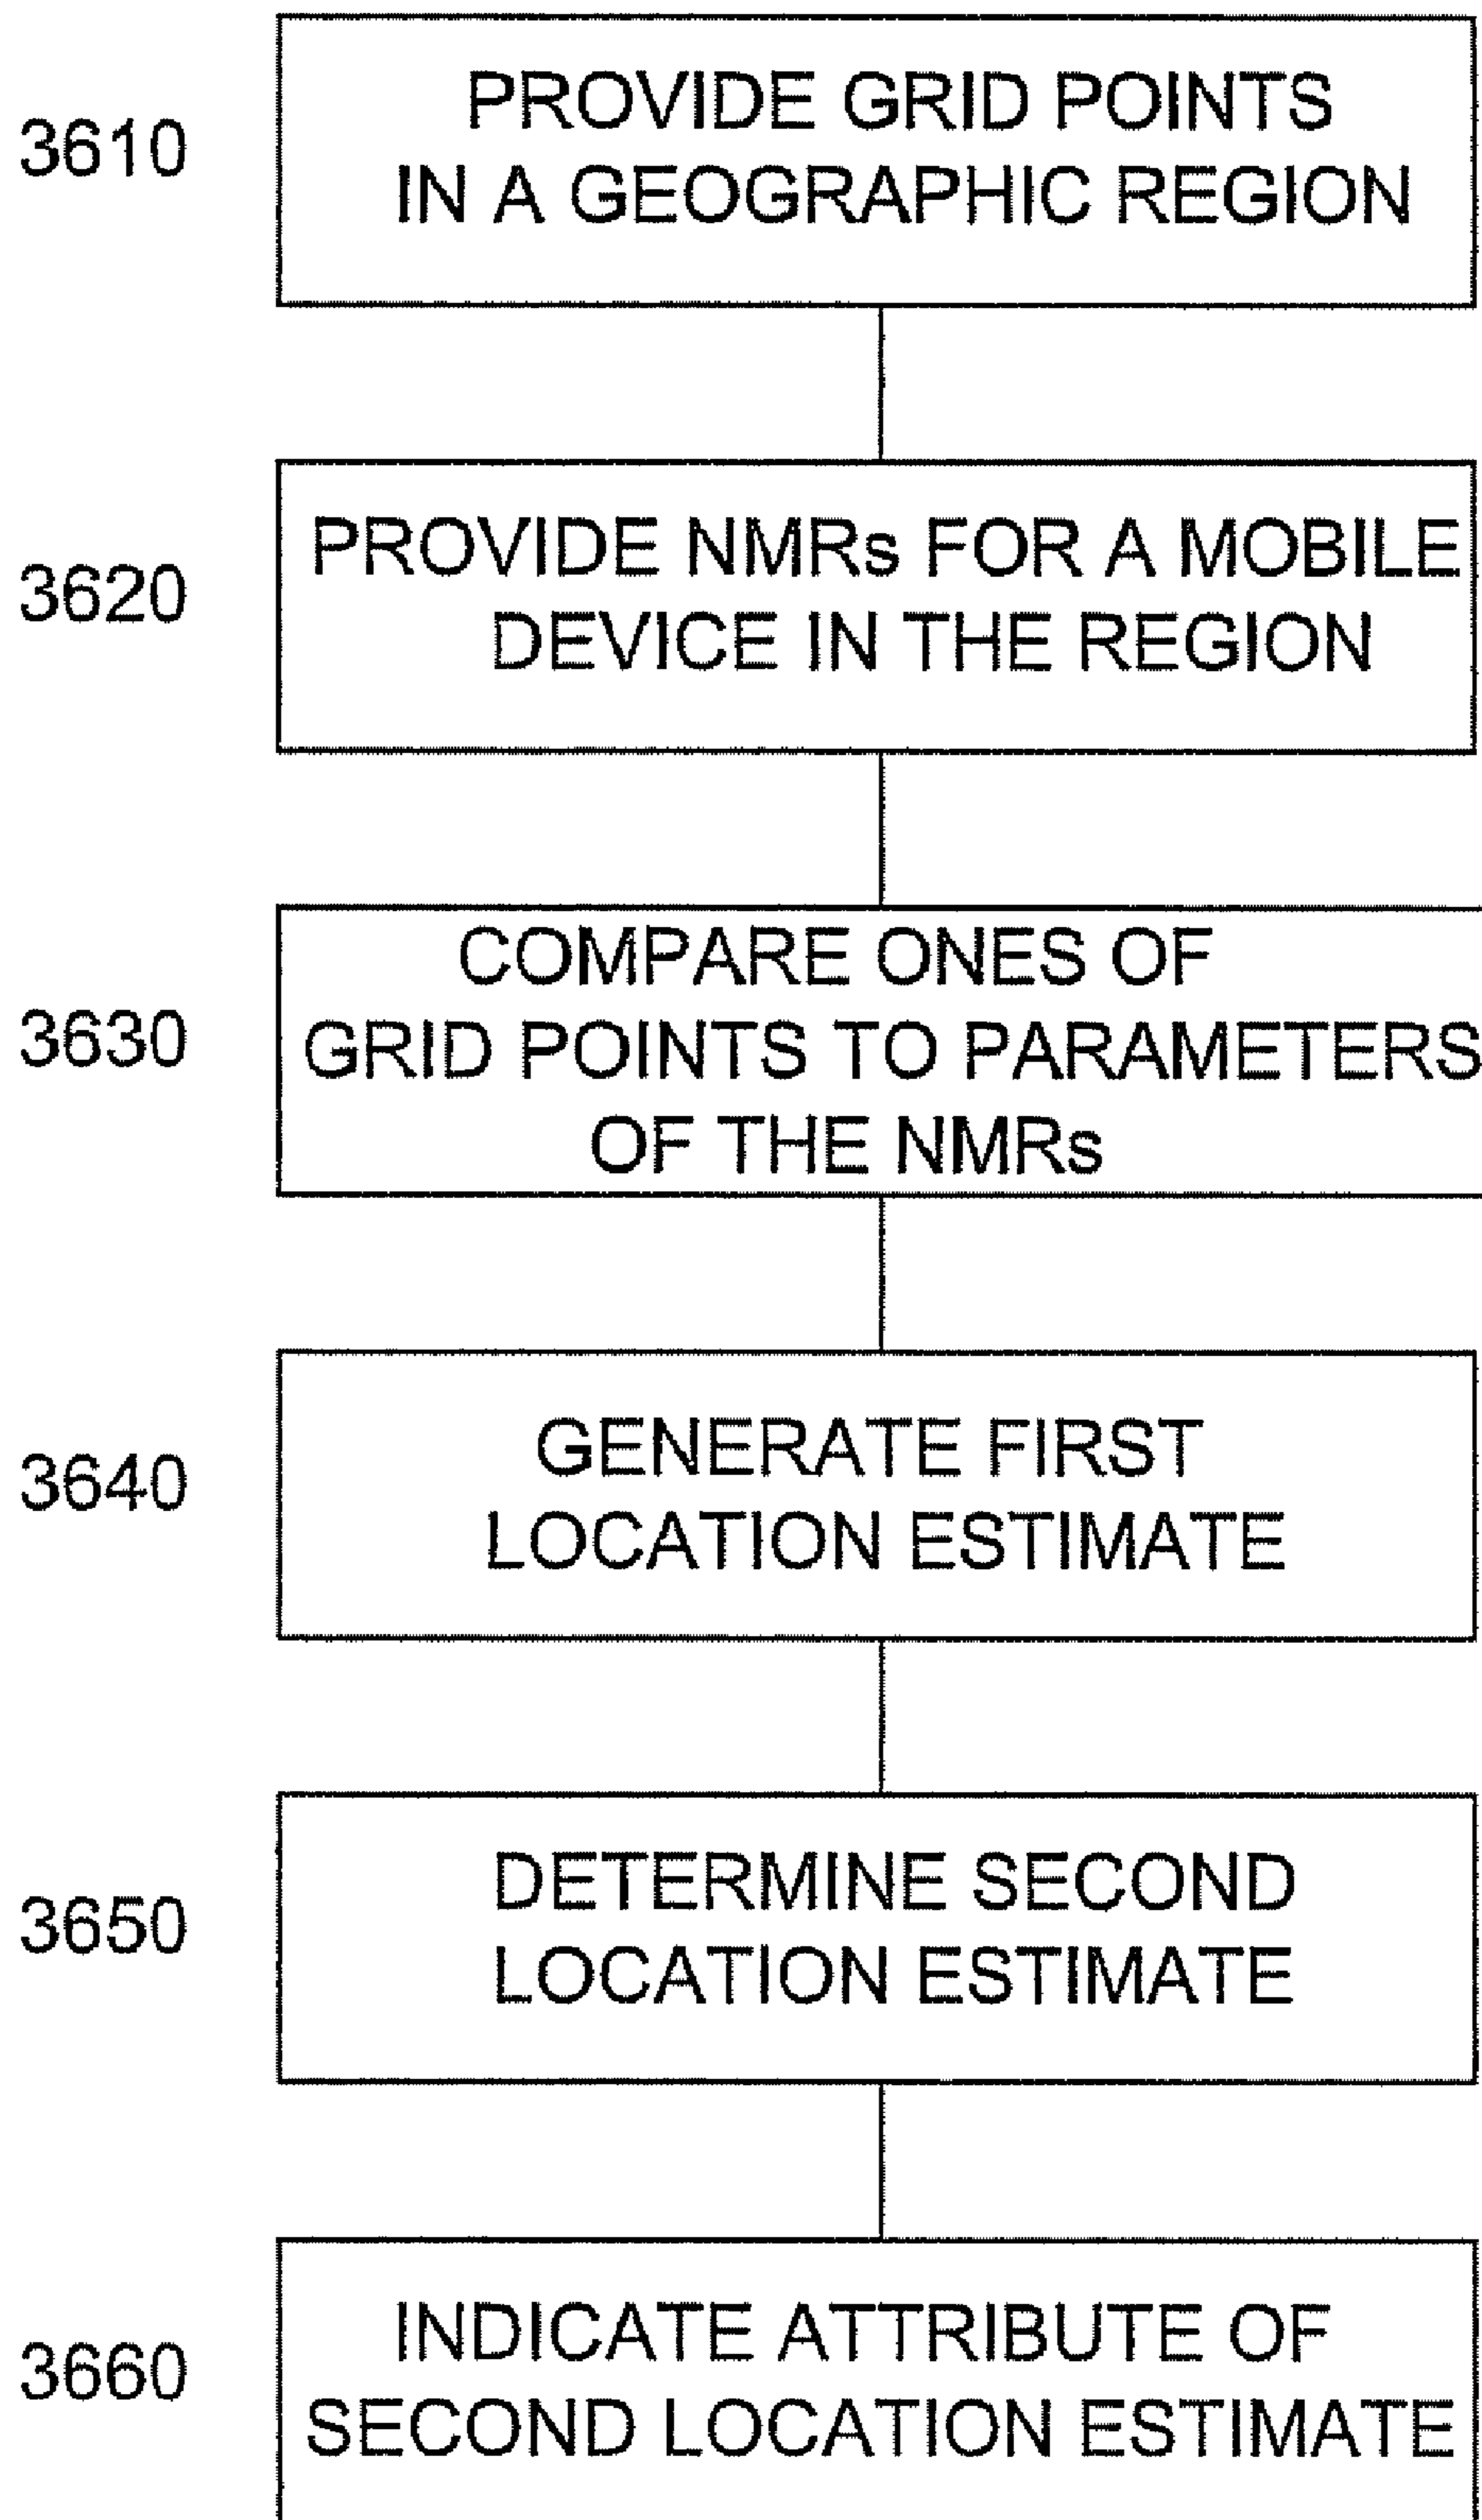 3610
PROVIDE GRID POINTS
IN A GEOGRAPHIC REGION
3620
PROVIDE NMRs FOR A MOBILE
DEVICE IN THE REGION
3630
COMPARE ONES OF
GRID POINTS TO PARAMETERS
OF THE NMRs
3640
GENERATE FIRST
LOCATION ESTIMATE
3650
DETERMINE SECOND
LOCATION ESTIMATE
3660
INDICATE ATTRIBUTE OF
SECOND LOCATION ESTIMATE